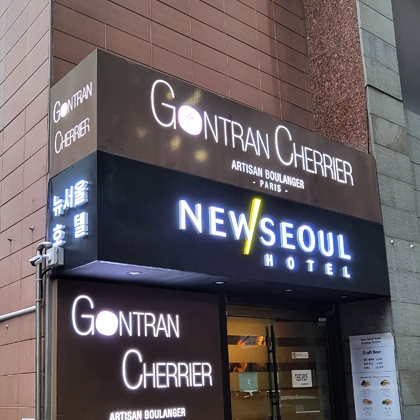 GONTRAN
CHERRIER
GONTRAN CHERRIER
ARTISAN BOULANGER
- PARIS -
뉴서울
호텔
NEW/SEOUL
HOTEL
GONTRAN
CHERRIER
ARTISAN BOULANGER
Craft Beer